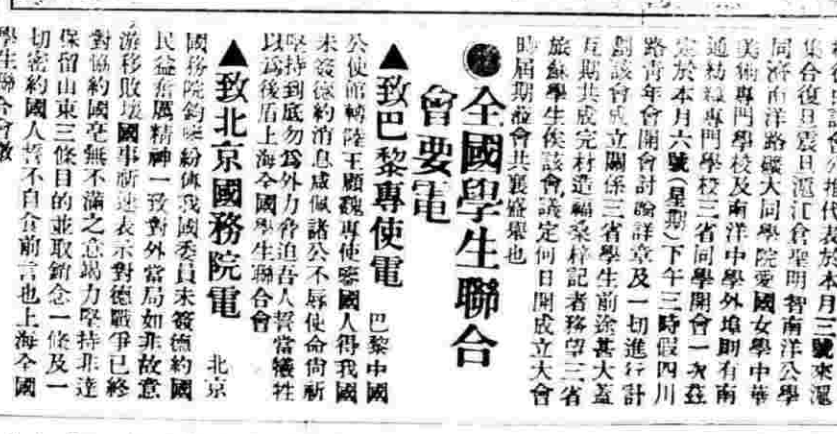 集合復旦震旦滬江倉聖明智南洋公學
同濟南洋路礦大同學院愛國女學中華
美術專門學校及南洋中學外埠則有南
通紡織專門學校三省同學開會一次茲
定於本月六號(星期)下午三時假四川
路青年會開會討論詳章及一切進行計
劃該會成立關係三省學生前途甚大蓋
互期共成完材造福桑梓記者務望三省
旅蘇學生俟該會議定何日開成立大會
時屆期蒞會共襄盛舉也
全國學生聯合
會要電
▲致巴黎專使電 巴黎中國
公使館轉陸王顧魏專使鑒國人得我國
未簽德約消息咸佩諸公不辱使命尙祈
堅持到底勿爲外力脅迫吾人誓當犧牲
以爲後盾上海全國學生聯合會
▲致北京國務院電 北京
國務院鈞鑒紛傳我國委員未簽德約國
民益奮厲精神一致對外當局如非故意
游移敗壞國事祈速表示對德戰爭已終
對協約國毫無不滿之意竭力堅持非達
保留山東三條目的並取銷念一條及一
切密約國人誓不自食前言也上海全國
學生聯合會